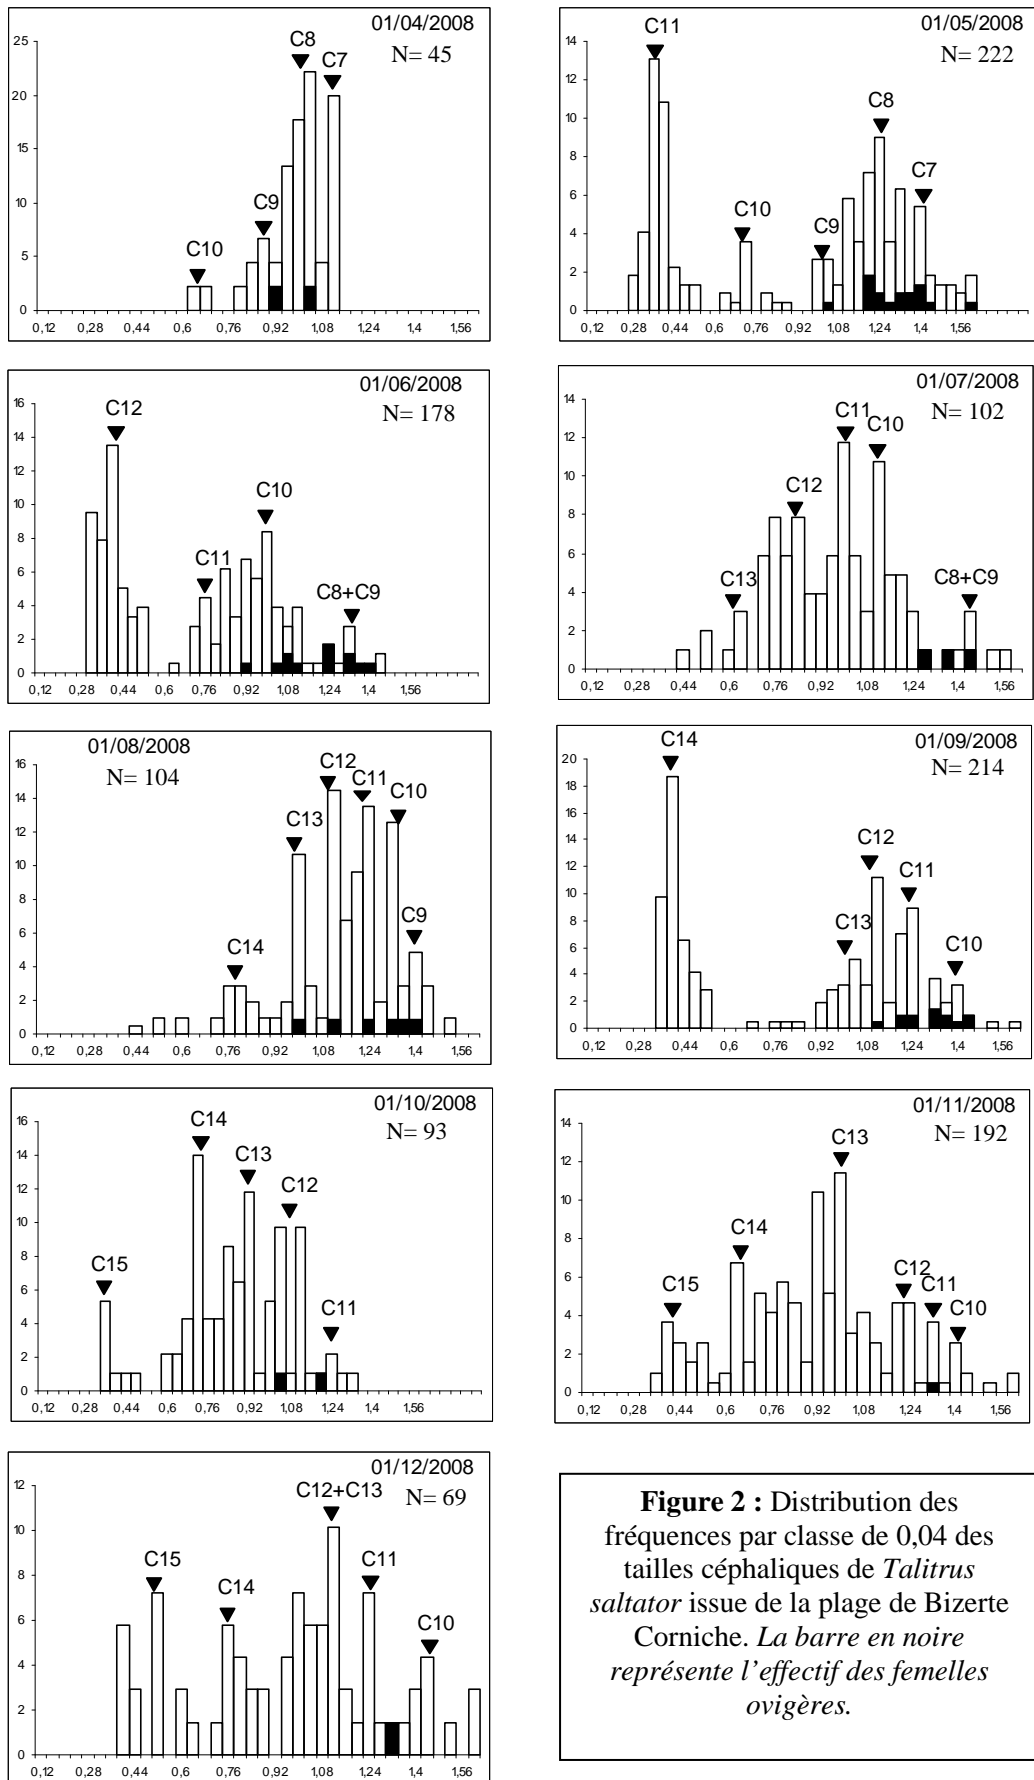 01/04/2008
N= 45
C10
C9
C8
C7
25
20
15
10
5
0
0,12 0,28 0,44 0,6 0,76 0,92 1,08 1,24 1,4 1,56
01/05/2008
N= 222
C11
C10
C9
C8
C7
14
12
10
8
6
4
2
0
0,12 0,28 0,44 0,6 0,76 0,92 1,08 1,24 1,4 1,56
01/06/2008
N= 178
C12
C11
C10
C8+C9
16
14
12
10
8
6
4
2
0
0,12 0,28 0,44 0,6 0,76 0,92 1,08 1,24 1,4 1,56
01/07/2008
N= 102
C13
C12
C11
C10
C8+C9
14
12
10
8
6
4
2
0
0,12 0,28 0,44 0,6 0,76 0,92 1,08 1,24 1,4 1,56
01/08/2008
N= 104
C14
C13
C12
C11
C10
C9
16
14
12
10
8
6
4
2
0
0,12 0,28 0,44 0,6 0,76 0,92 1,08 1,24 1,4 1,56
01/09/2008
N= 214
C14
C13
C12
C11
C10
20
18
16
14
12
10
8
6
4
2
0
0,12 0,28 0,44 0,6 0,76 0,92 1,08 1,24 1,4 1,56
01/10/2008
N= 93
C15
C14
C13
C12
C11
16
14
12
10
8
6
4
2
0
0,12 0,28 0,44 0,6 0,76 0,92 1,08 1,24 1,4 1,56
01/11/2008
N= 192
C15
C14
C13
C12
C11
C10
14
12
10
8
6
4
2
0
0,12 0,28 0,44 0,6 0,76 0,92 1,08 1,24 1,4 1,56
01/12/2008
N= 69
C15
C14
C12+C13
C11
C10
12
10
8
6
4
2
0
0,12 0,28 0,44 0,6 0,76 0,92 1,08 1,24 1,4 1,56
Figure 2 : Distribution des
fréquences par classe de 0,04 des
tailles céphaliques de Talitrus
saltator issue de la plage de Bizerte
Corniche. La barre en noire
représente l’effectif des femelles
ovigères.